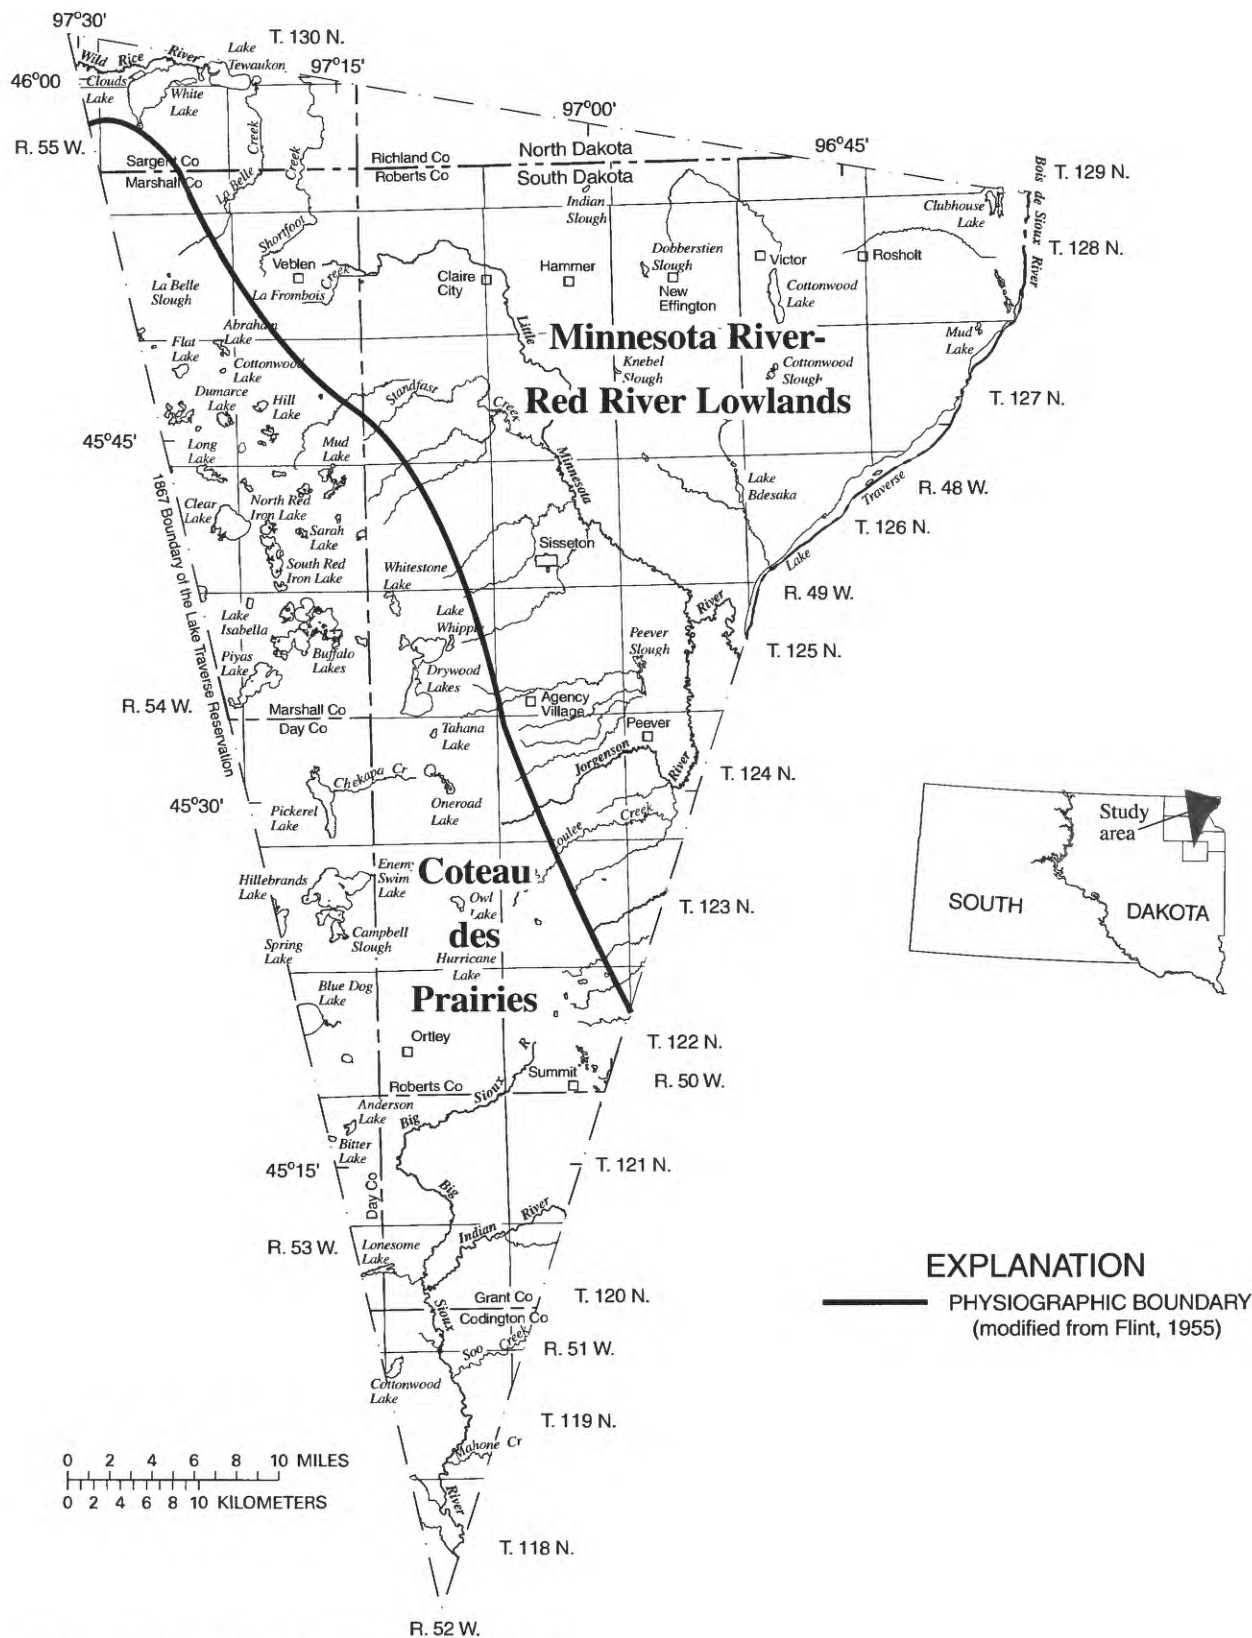 97°30'
T. 130 N.
Wild Rice River
Lake
Tewaukon
97°15'
46°00
Clouds
Lake
White
Lake
97°00'
R. 55 W.
Creek
Creek
Sargent Co
Marshall Co
Richland Co
Roberts Co
North Dakota
South Dakota
96°45'
Bois de Sioux River
T. 129 N.
La Belle
Indian
Slough
Clubhouse
Lake
Shortfoot
Dobberstien
Slough
Victor
Rosholt
T. 128 N.
Veblen
La Belle
Slough
La Frombois
Creek
Claire
City
Hammer
New
Effington
Cottonwood
Lake
Little
Minnesota River-
Red River Lowlands
Abraham
Lake
Flat
Lake
Cottonwood
Lake
Mud
Lake
Knebel
Slough
Cottonwood
Slough
Dumarce
Lake
Hill
Lake
Standfast
Creek
T. 127 N.
45°45'
Long
Lake
Mud
Lake
Minnesota
Lake
Bdesaka
Traverse
Lake
R. 48 W.
1867 Boundary of the Lake Traverse Reservation
Clear
Lake
North Red
Iron Lake
Sarah
Lake
T. 126 N.
Sisseton
South Red
Iron Lake
Whitestone
Lake
R. 49 W.
Lake
Isabella
Lake
Whipple
River
Peever
Slough
T. 125 N.
Piyas
Lake
Buffalo
Lakes
Drywood
Lakes
R. 54 W.
Marshall Co
Day Co
Agency
Village
Peever
Tahana
Lake
Jorgenson
River
T. 124 N.
Chekapa Cr
45°30'
Pickerel
Lake
Oneroad
Lake
Coulee
Creek
Study
area
SOUTH
DAKOTA
Hillebrands
Lake
Enemy
Swim
Lake
Coteau
des
Prairies
Owl
Lake
T. 123 N.
Spring
Lake
Campbell
Slough
Hurricane
Lake
Blue Dog
Lake
Ortley
R
T. 122 N.
Summit
R. 50 W.
Roberts Co
Sioux
Big
Anderson
Lake
Bitter
Lake
45°15'
T. 121 N.
Day Co
Big
R. 53 W.
Lonesome
Lake
Indian River
Grant Co
Codington Co
T. 120 N.
Sioux
Soo Creek
R. 51 W.
Cottonwood
Lake
T. 119 N.
Mahone Cr
River
T. 118 N.
R. 52 W.
EXPLANATION
PHYSIOGRAPHIC BOUNDARY
(modified from Flint, 1955)
0 2 4 6 8 10 MILES
0 2 4 6 8 10 KILOMETERS